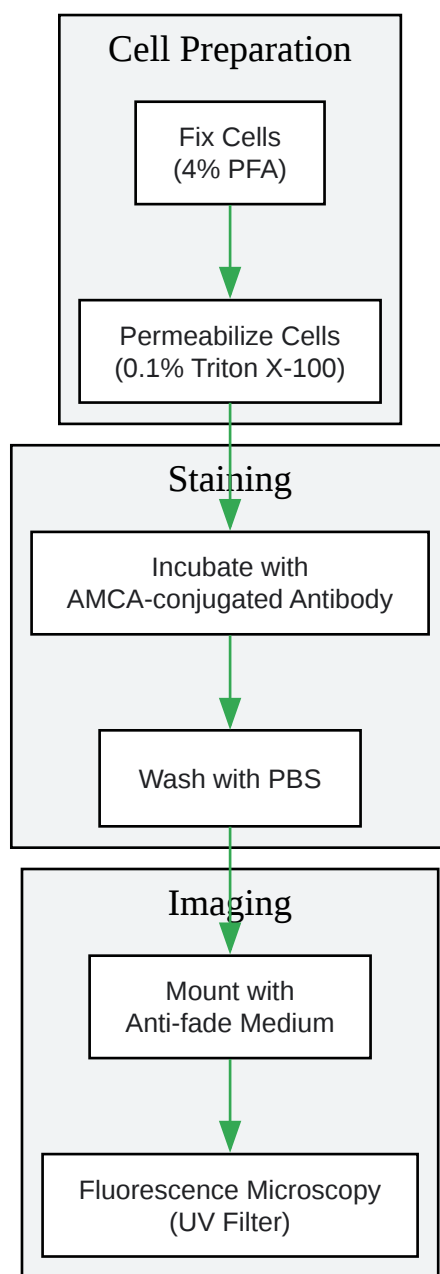 Cell Preparation
Fix Cells
(4% PFA)
Permeabilize Cells
(0.1% Triton X-100)
Staining
Incubate with
AMCA-conjugated Antibody
Wash with PBS
Imaging
Mount with
Anti-fade Medium
Fluorescence Microscopy
(UV Filter)